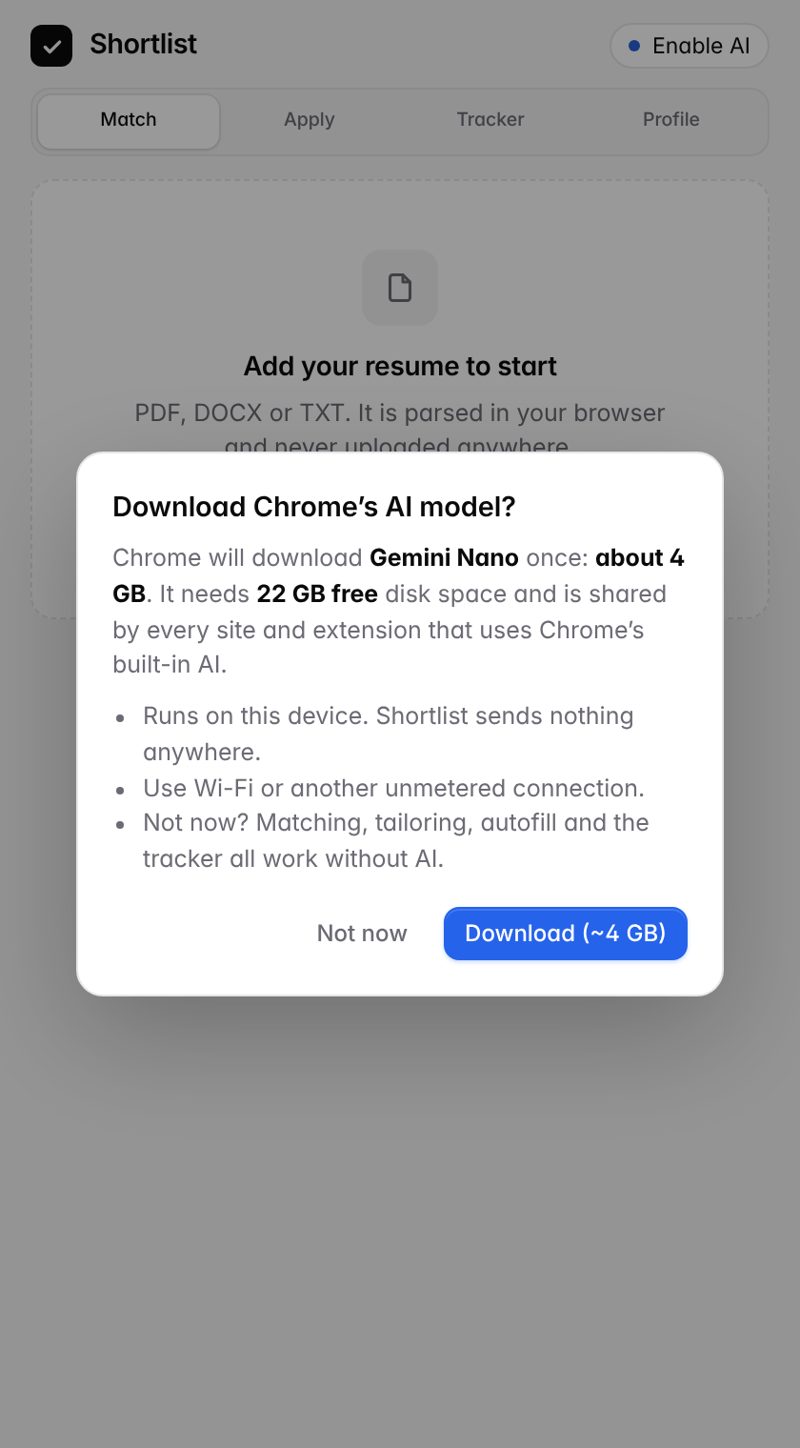 Shortlist
Enable AI
Match
Apply
Tracker
Profile
Add your resume to start
PDF, DOCX or TXT. It is parsed in your browser
and never uploaded anywhere.
Download Chrome’s AI model?
Chrome will download Gemini Nano once: about 4
GB. It needs 22 GB free disk space and is shared
by every site and extension that uses Chrome’s
built-in AI.
Runs on this device. Shortlist sends nothing
anywhere.
Use Wi-Fi or another unmetered connection.
Not now? Matching, tailoring, autofill and the
tracker all work without AI.
Not now
Download (~4 GB)